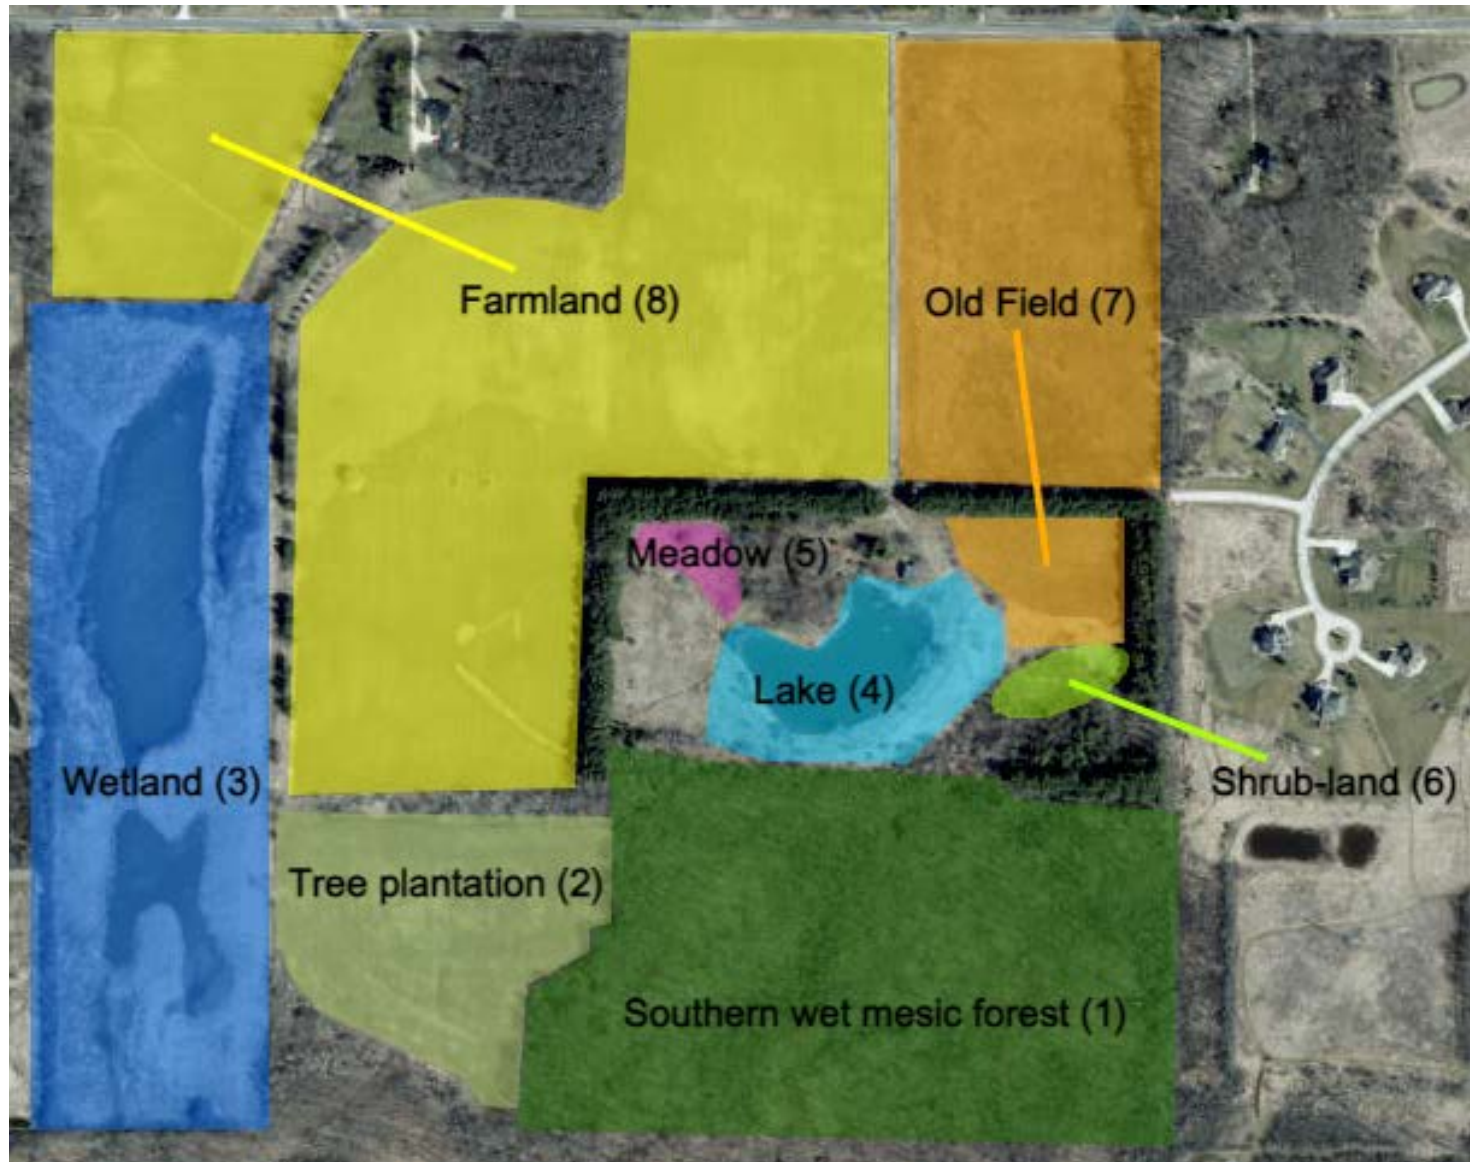 Farmland (8)
Old Field (7)
Meadow (5)
Lake (4)
Wetland (3)
Shrub-land (6)
Tree plantation (2)
Southern wet mesic forest (1)